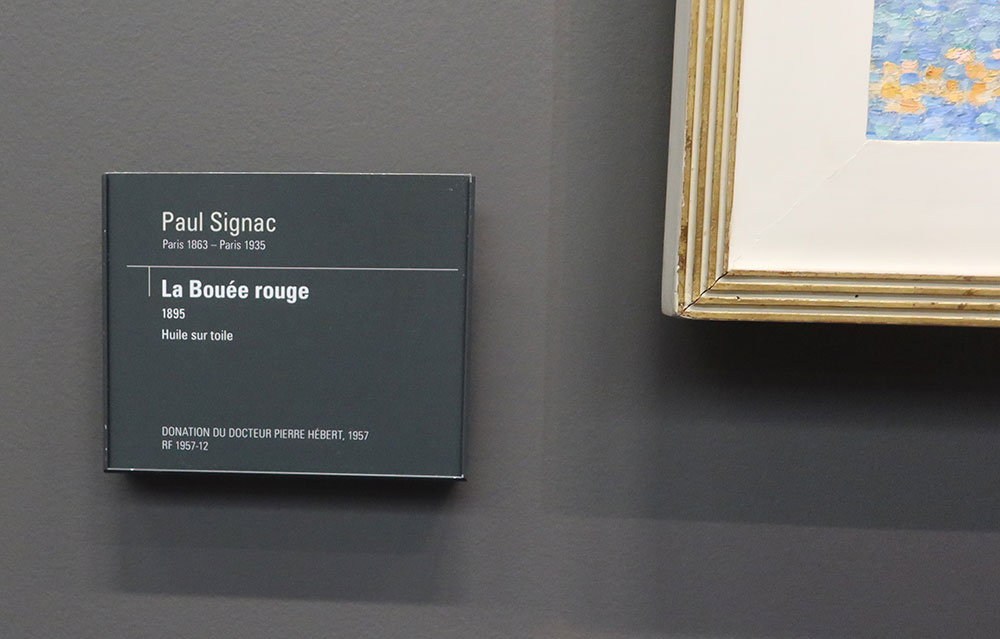 Paul Signac
Paris 1863 – Paris 1935
La Bouée rouge
1895
Huile sur toile
DONATION DU DOCTEUR PIERRE HÉBERT, 1957
RF 1957-12